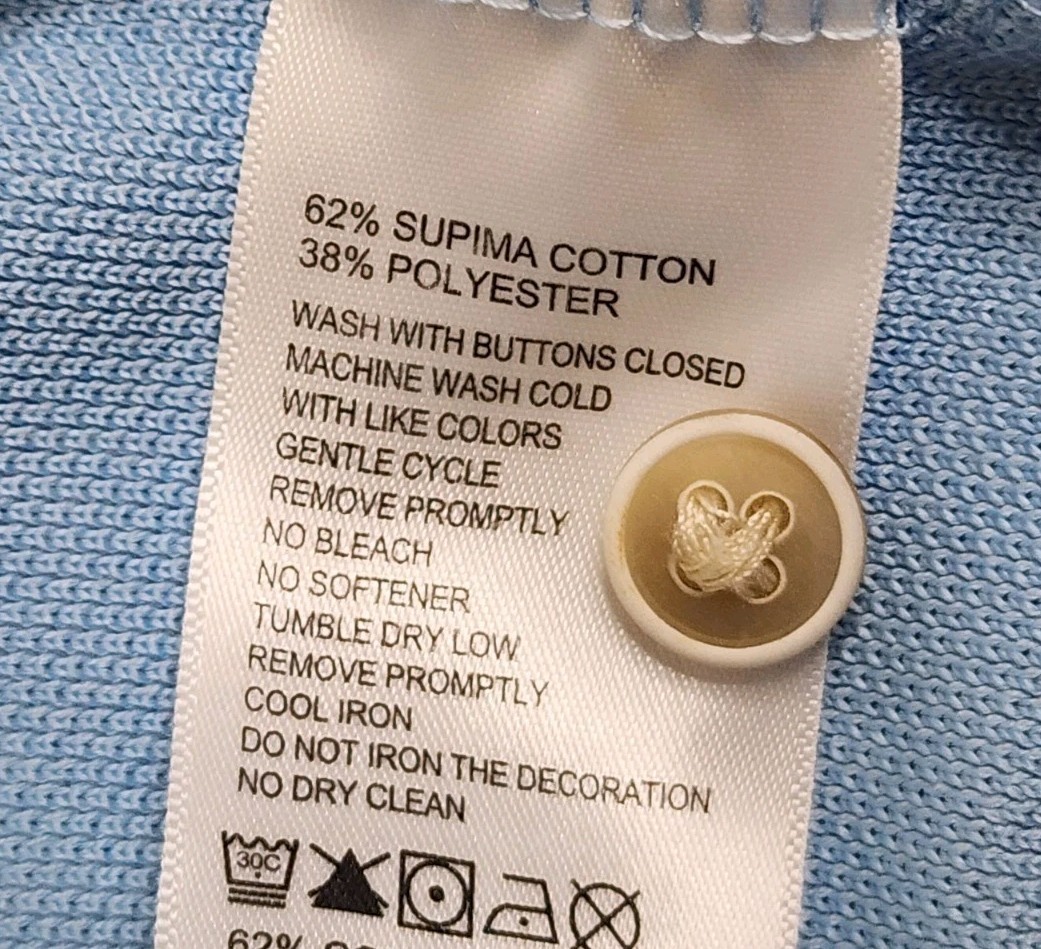 62% SUPIMA COTTON
38% POLYESTER
WASH WITH BUTTONS CLOSED
MACHINE WASH COLD
WITH LIKE COLORS
GENTLE CYCLE
REMOVE PROMPTLY
NO BLEACH
NO SOFTENER
TUMBLE DRY LOW
REMOVE PROMPTLY
COOL IRON
DO NOT IRON THE DECORATION
NO DRY CLEAN
30C
62%